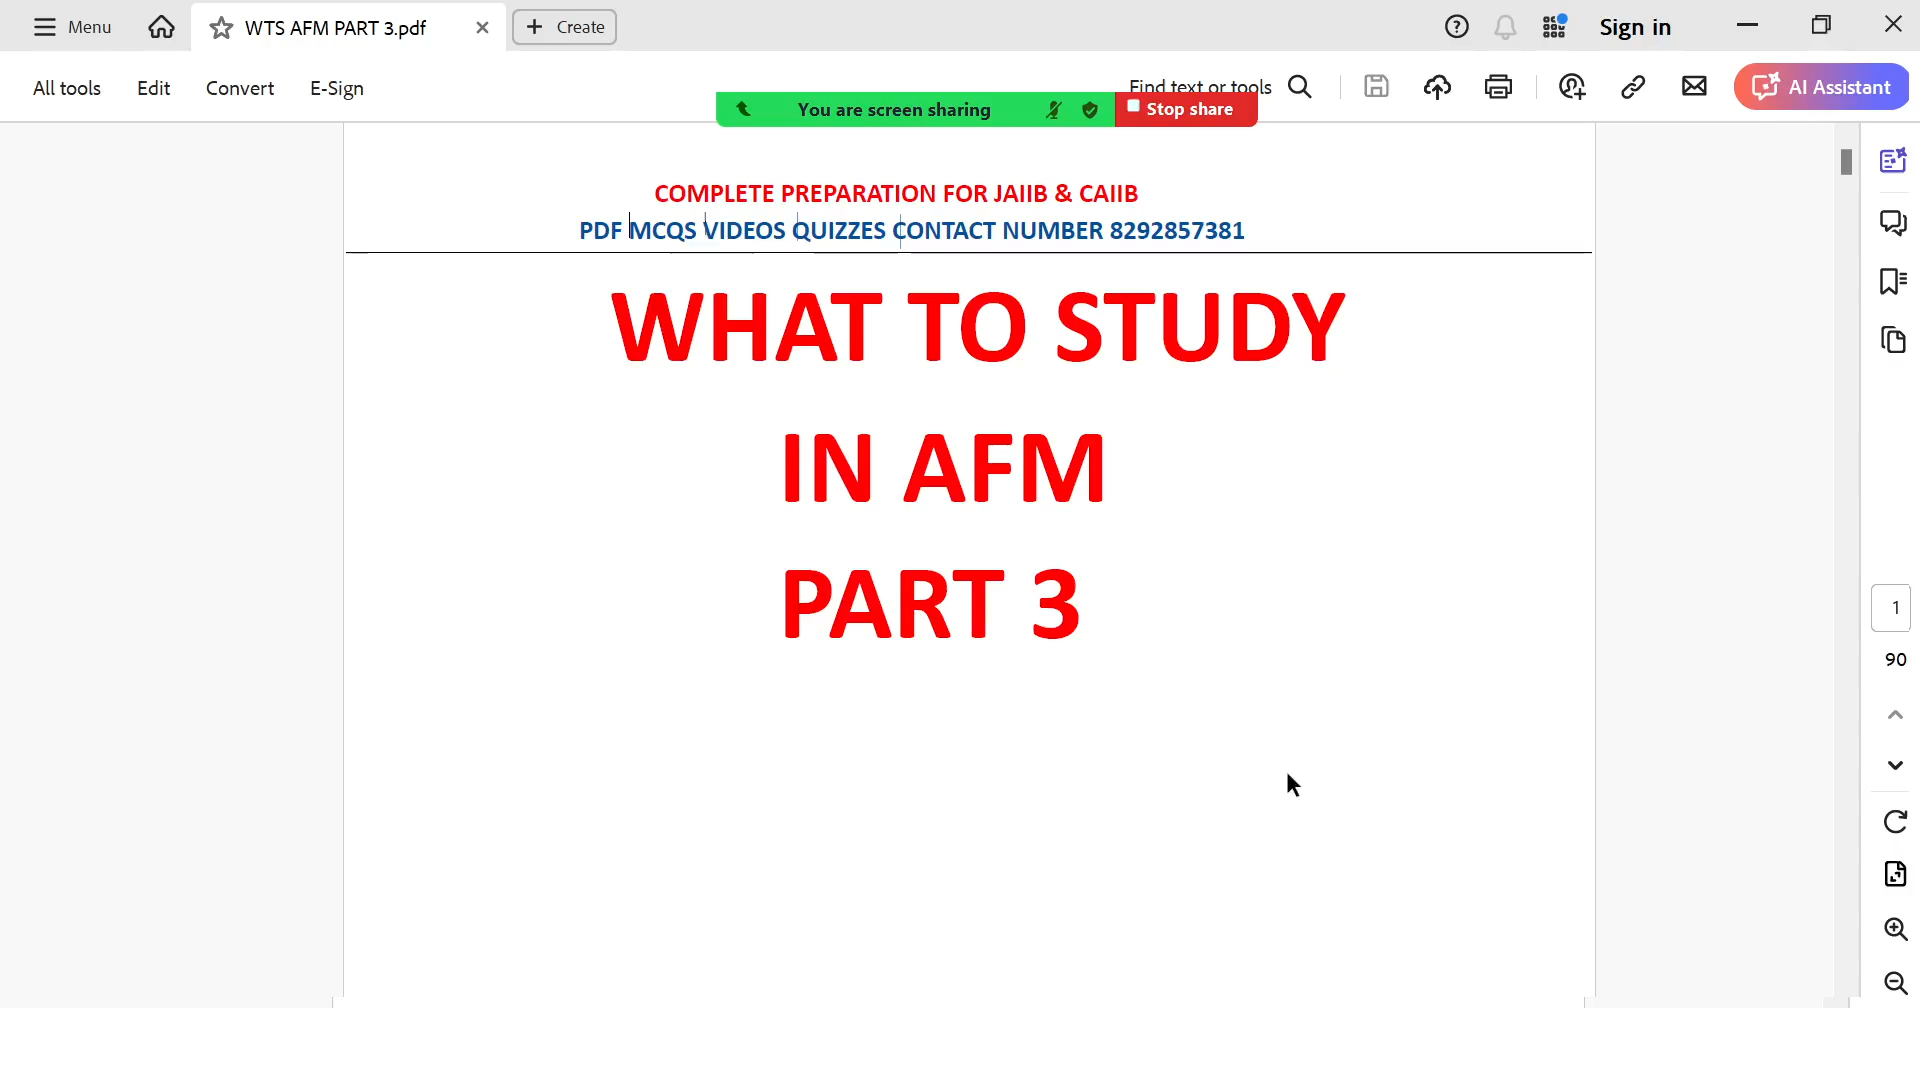 Menu
WTS AFM PART 3.pdf
Create
Sign in
All tools
Edit
Convert
E-Sign
Find text or tools
AI Assistant
You are screen sharing
Stop share
COMPLETE PREPARATION FOR JAIIB & CAIIB
PDF MCQS VIDEOS QUIZZES CONTACT NUMBER 8292857381
WHAT TO STUDY
IN AFM
PART 3
1
90